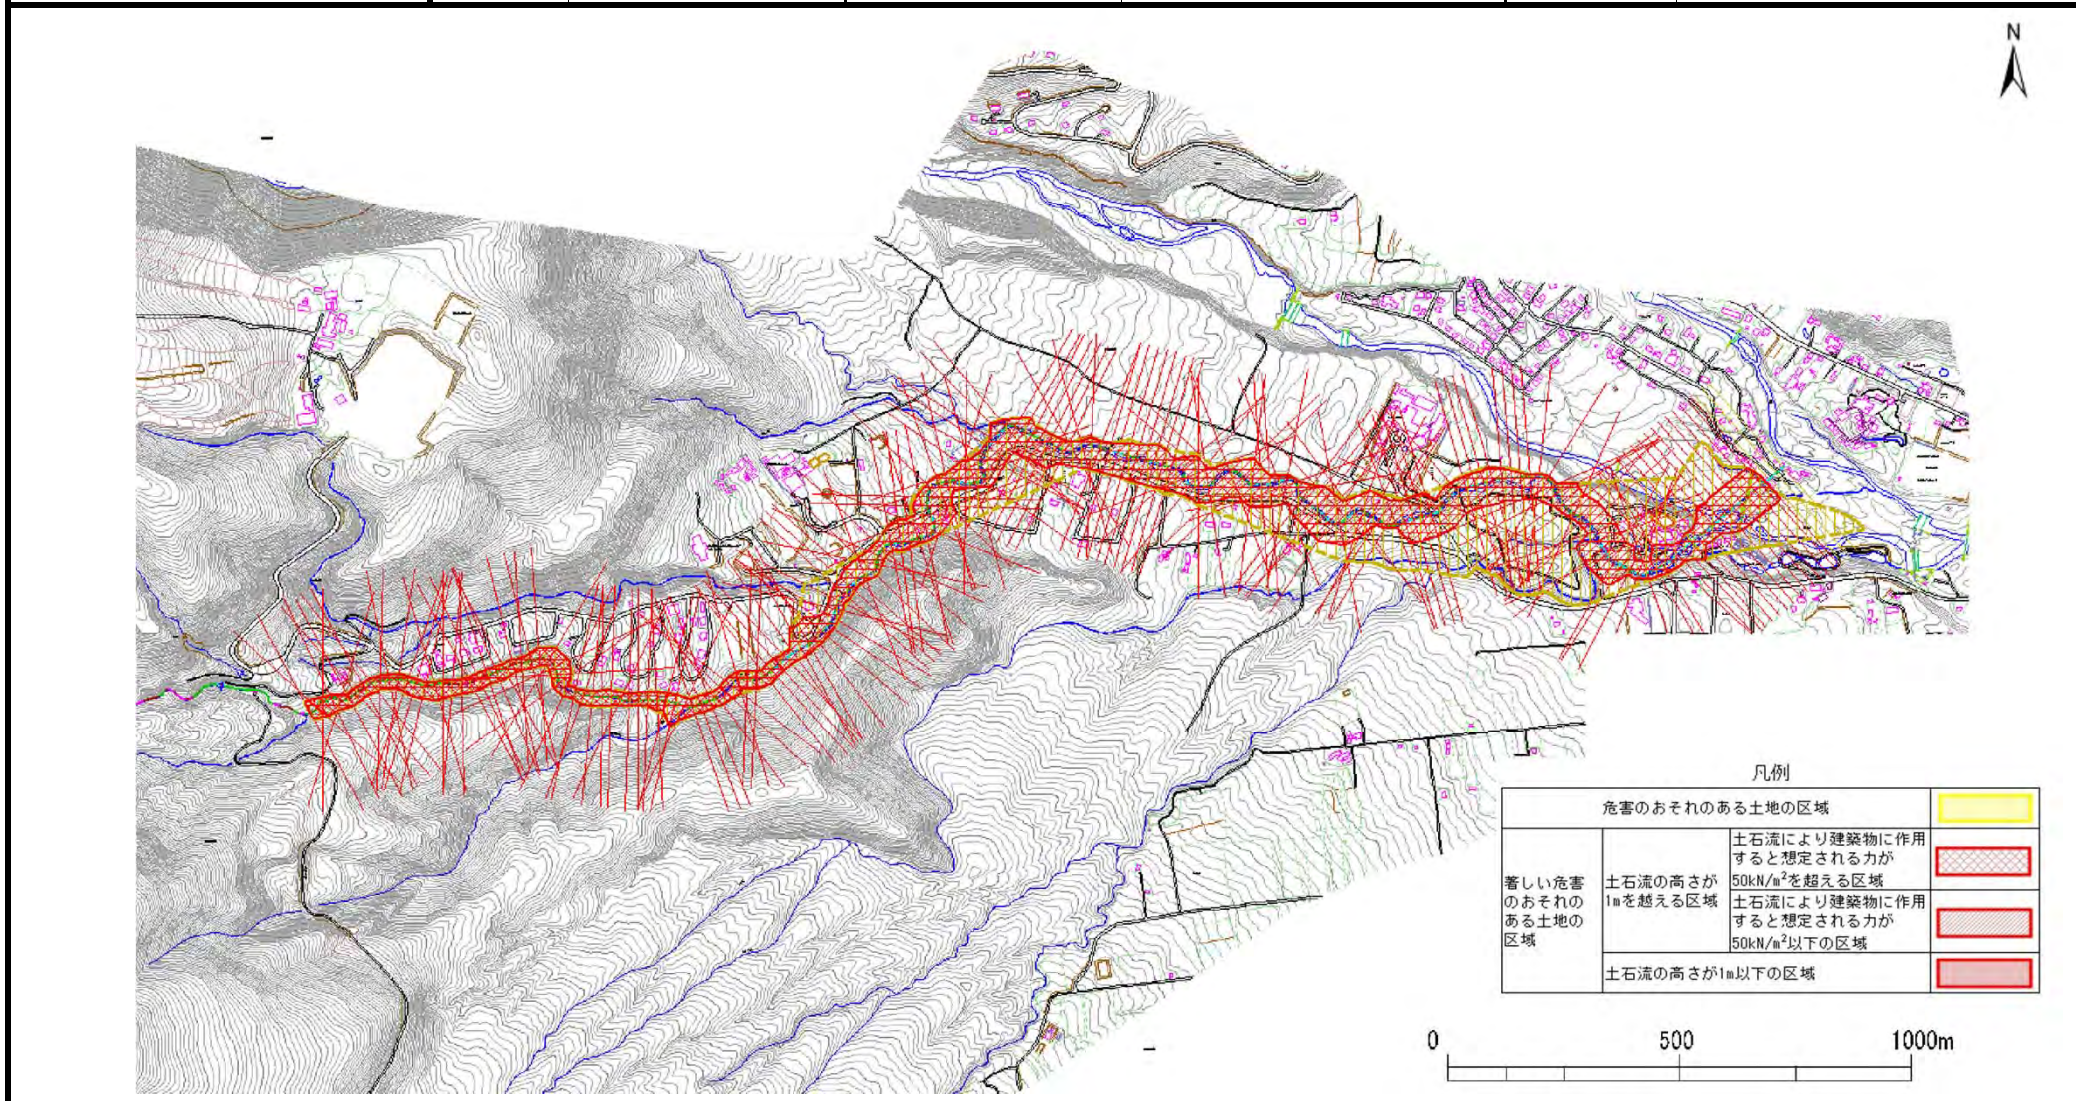 N
凡例
危害のおそれのある土地の区域
著しい危害
のおそれの
ある土地の
区域
土石流の高さが
1mを越える区域
土石流により建築物に作用
すると想定される力が
50kN/m²を超える区域
土石流により建築物に作用
すると想定される力が
50kN/m²以下の区域
土石流の高さが1m以下の区域
0
500
1000m